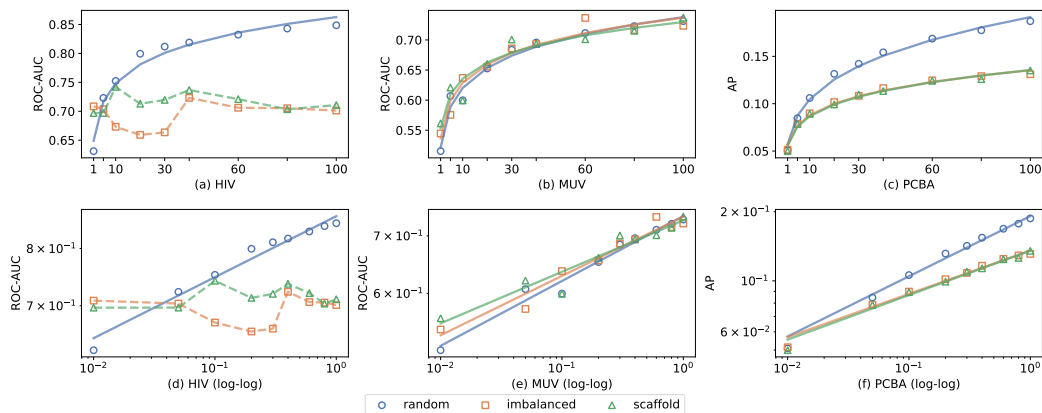 0.85
0.80
0.75
0.70
0.65
ROC-AUC
1 10 30 60 100
(a) HIV
0.70
0.65
0.60
0.55
ROC-AUC
1 10 30 60 100
(b) MUV
0.15
0.10
0.05
AP
1 10 30 60 100
(c) PCBA
8 × 10⁻¹
7 × 10⁻¹
ROC-AUC
10⁻² 10⁻¹ 10⁰
(d) HIV (log-log)
7 × 10⁻¹
6 × 10⁻¹
ROC-AUC
10⁻² 10⁻¹ 10⁰
(e) MUV (log-log)
2 × 10⁻¹
10⁻¹
6 × 10⁻²
AP
10⁻² 10⁻¹ 10⁰
(f) PCBA (log-log)
random imbalanced scaffold